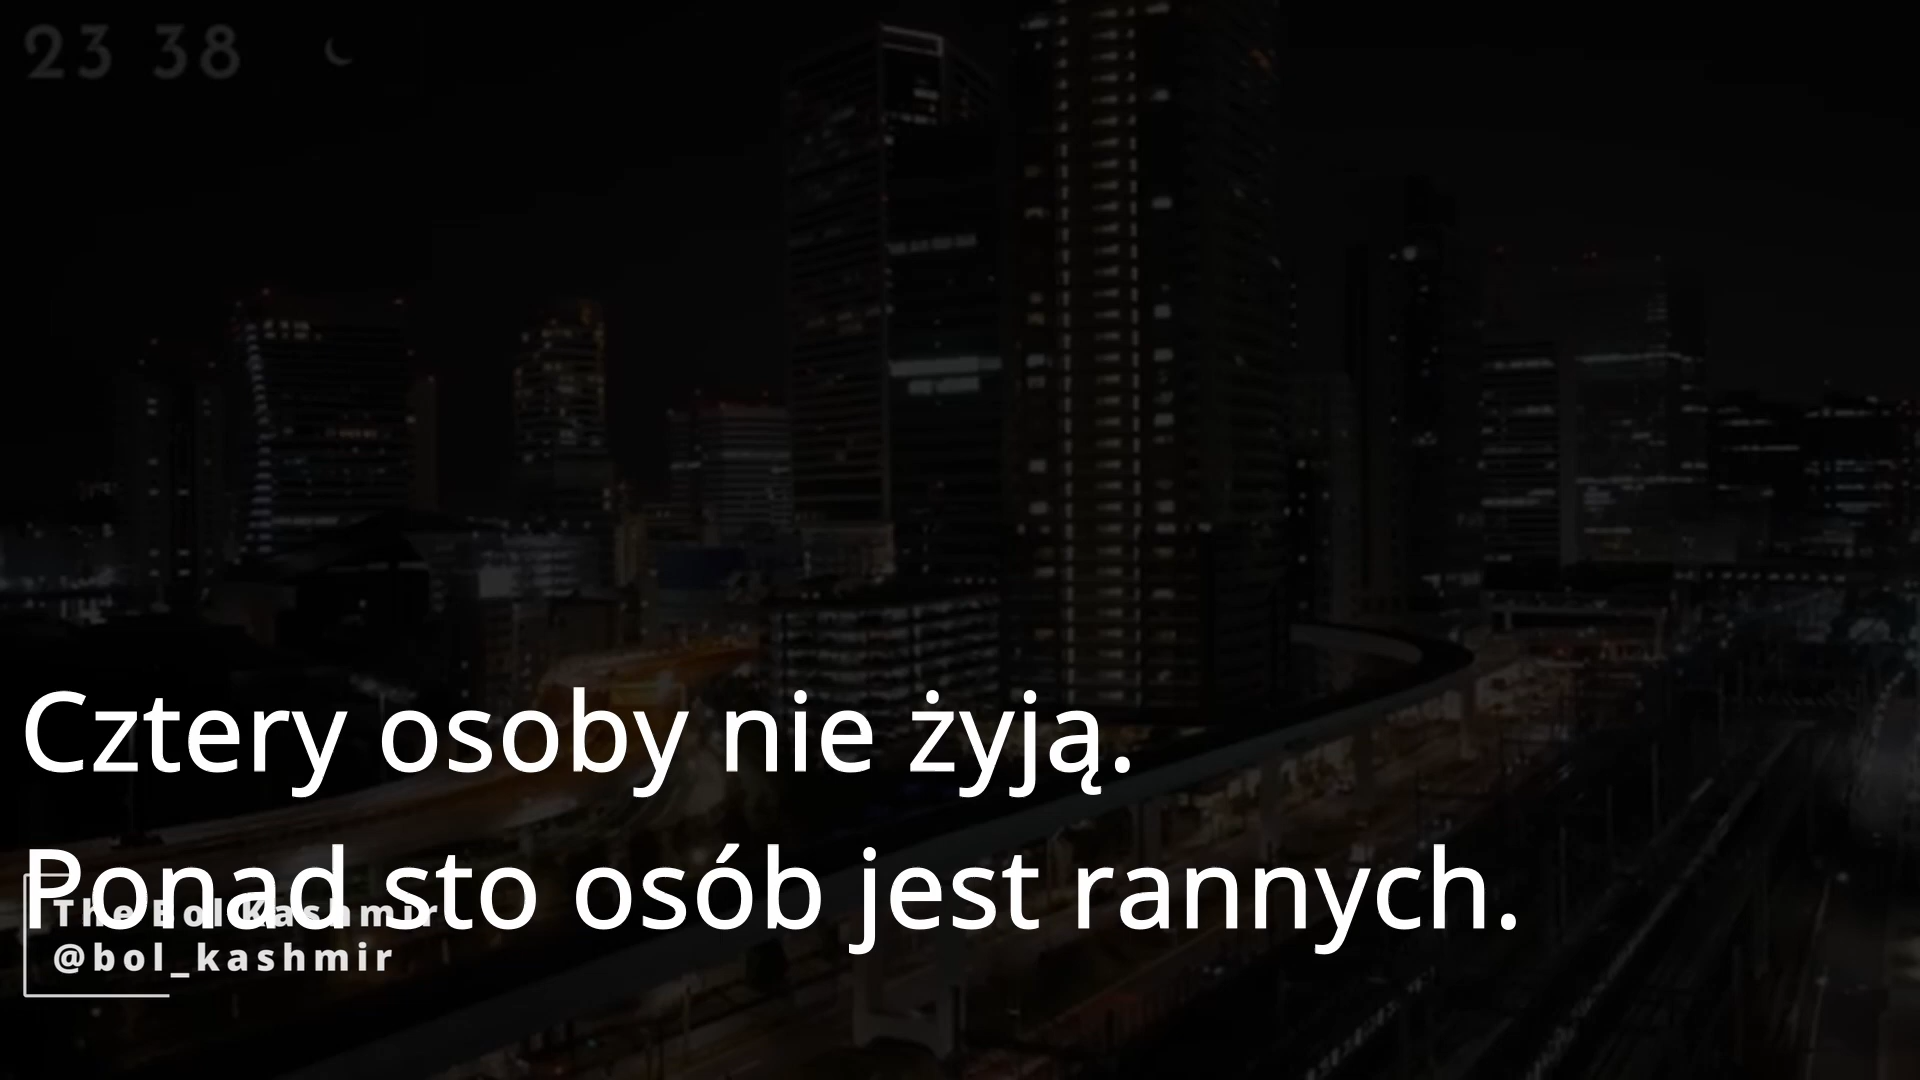 23 38
Cztery osoby nie żyją.
Ponad sto osób jest rannych.
The Bol Kashmir
@bol_kashmir